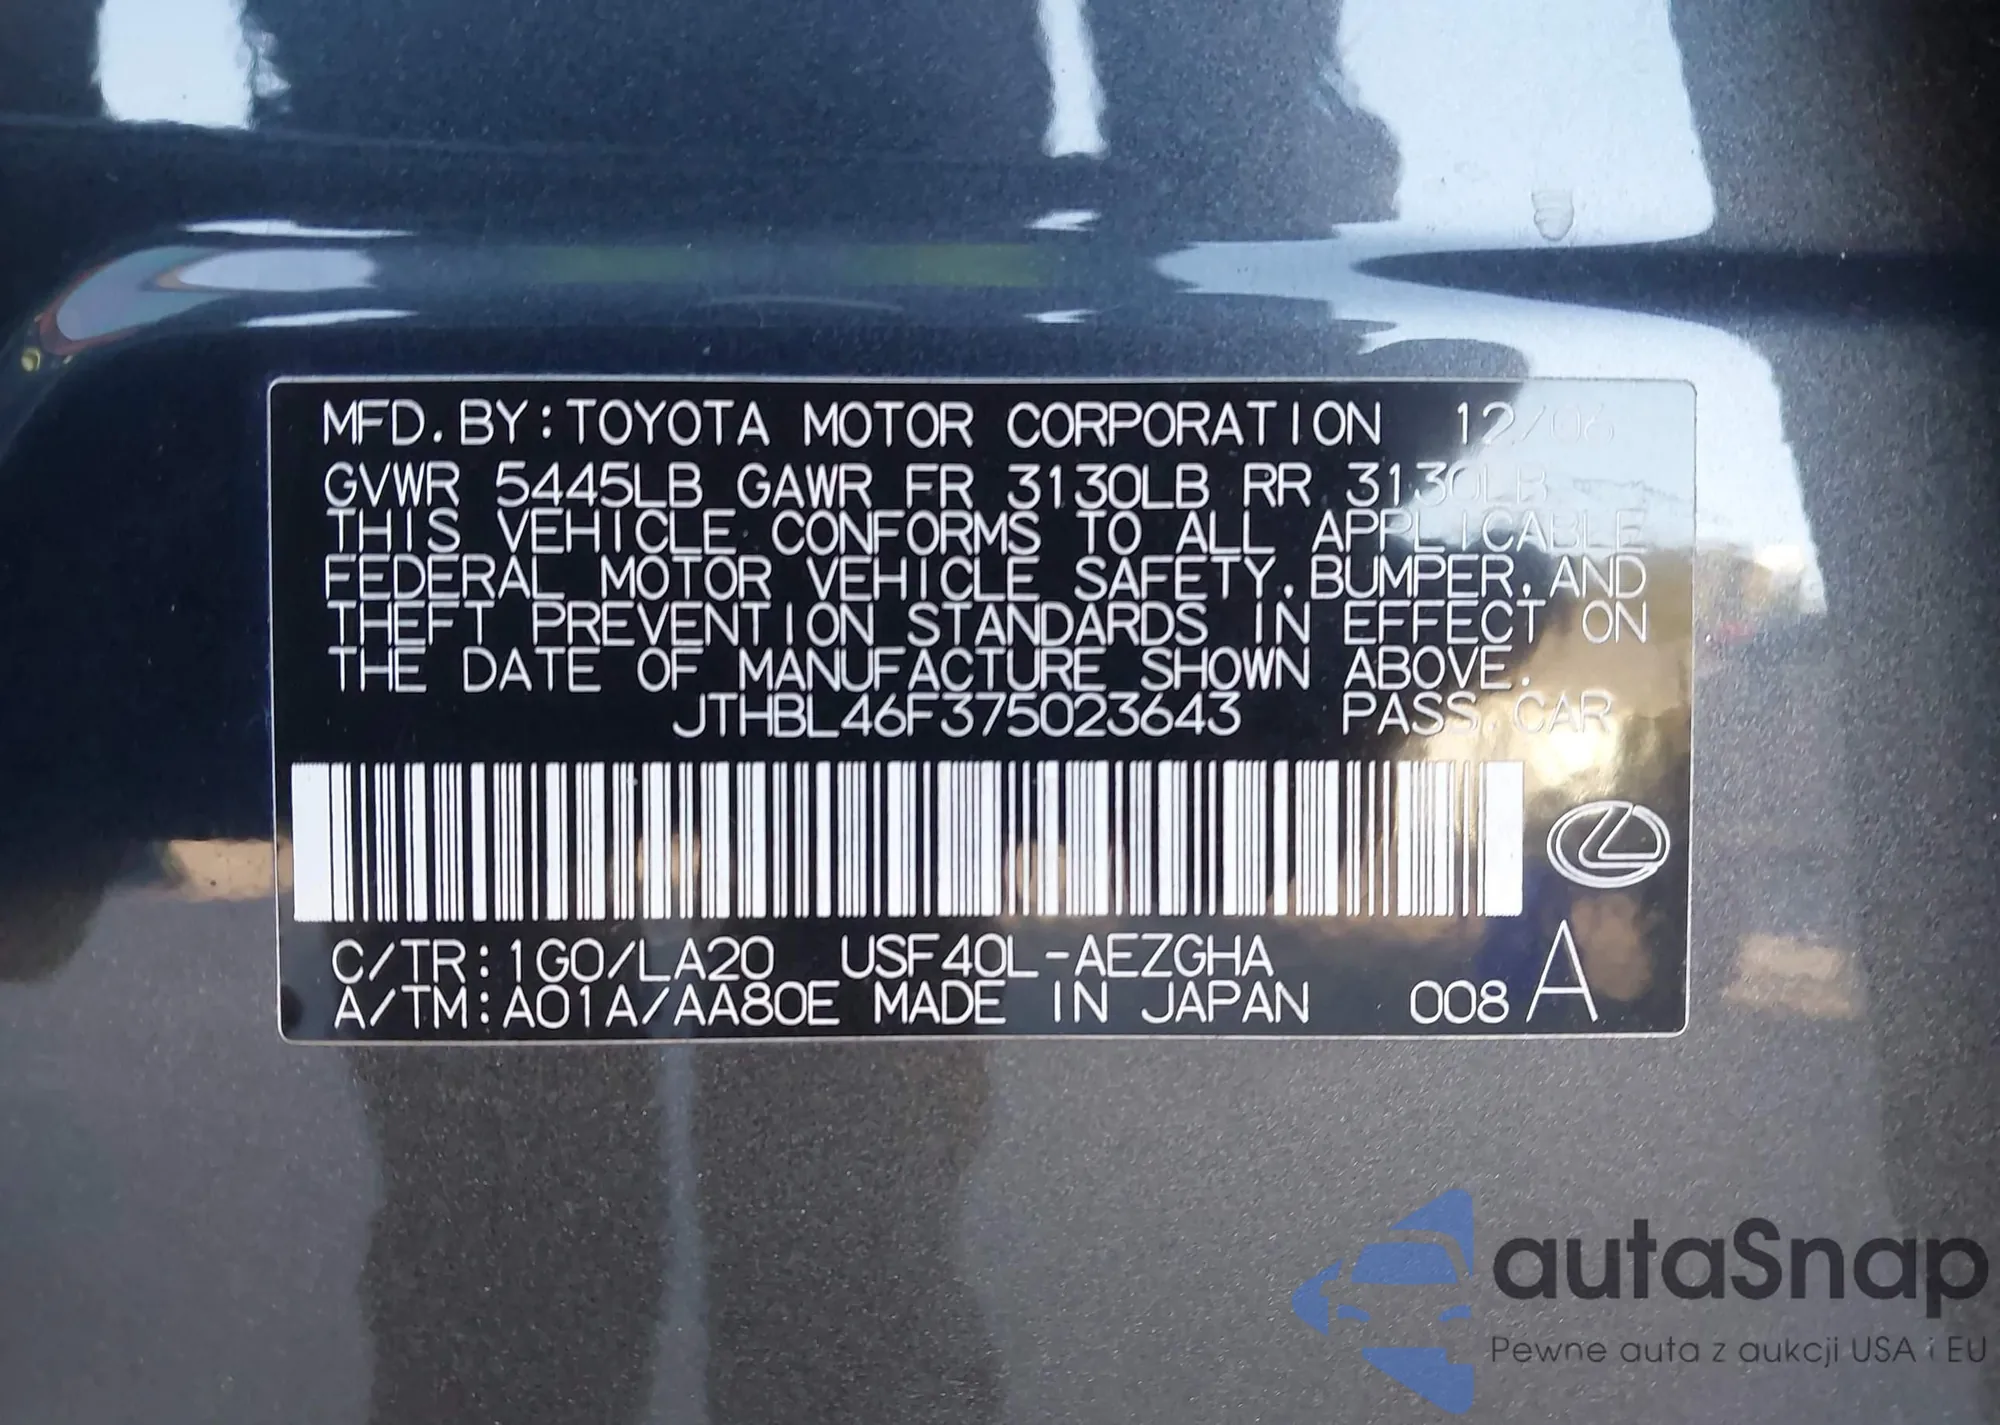 MFD.BY:TOYOTA MOTOR CORPORATION 12/06
GVWR 5445LB GAWR FR 3130LB RR 3130LB
THIS VEHICLE CONFORMS TO ALL APPLICABLE
FEDERAL MOTOR VEHICLE SAFETY,BUMPER,AND
THEFT PREVENTION STANDARDS IN EFFECT ON
THE DATE OF MANUFACTURE SHOWN ABOVE.
JTHBL46F375023643 PASS.CAR
C/TR:1G0/LA20 USF40L-AEZGHA
A/TM:A01A/AA80E MADE IN JAPAN 008 A
autaSnap
Pewne auta z aukcji USA i EU